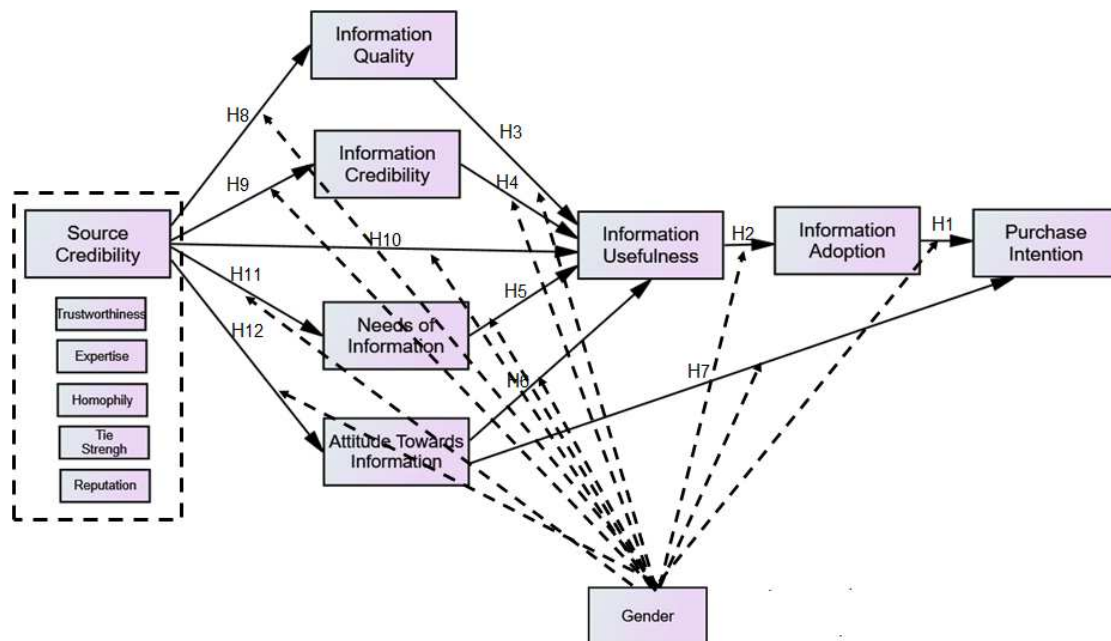 Information
Quality
H8
H3
Information
Credibility
H9
H4
Source
Credibility
H10
Information
Usefulness
H2
Information
Adoption
H1
Purchase
Intention
H11
H5
Trustworthiness
Needs of
Information
H12
Expertise
H6
H7
Homophily
Attitude Towards
Information
Tie
Strengh
Reputation
Gender